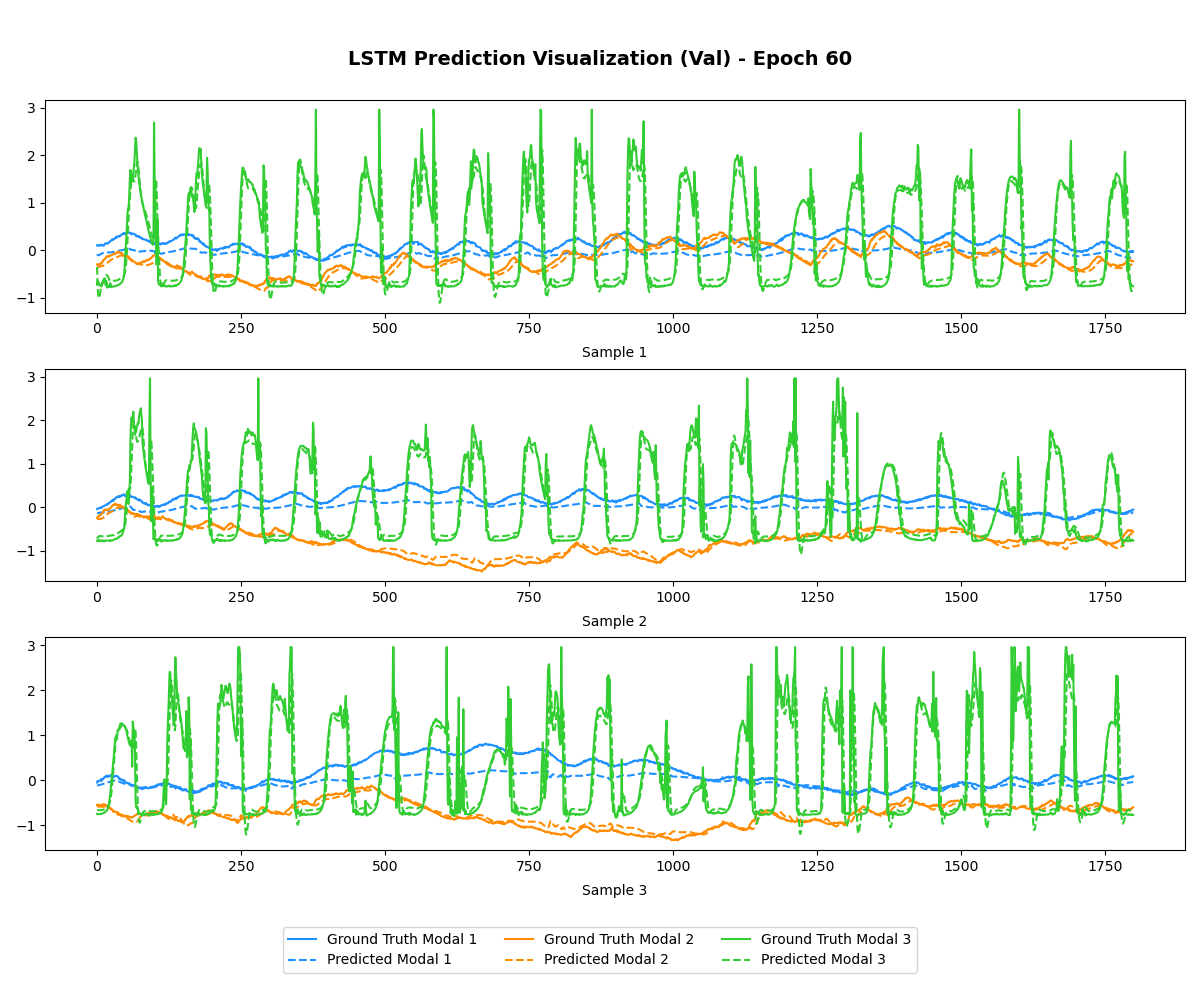 LSTM Prediction Visualization (Val) - Epoch 60
3
2
1
0
−1
0 250 500 750 1000 1250 1500 1750
Sample 1
3
2
1
0
−1
0 250 500 750 1000 1250 1500 1750
Sample 2
3
2
1
0
−1
0 250 500 750 1000 1250 1500 1750
Sample 3
Ground Truth Modal 1 Ground Truth Modal 2 Ground Truth Modal 3
Predicted Modal 1 Predicted Modal 2 Predicted Modal 3